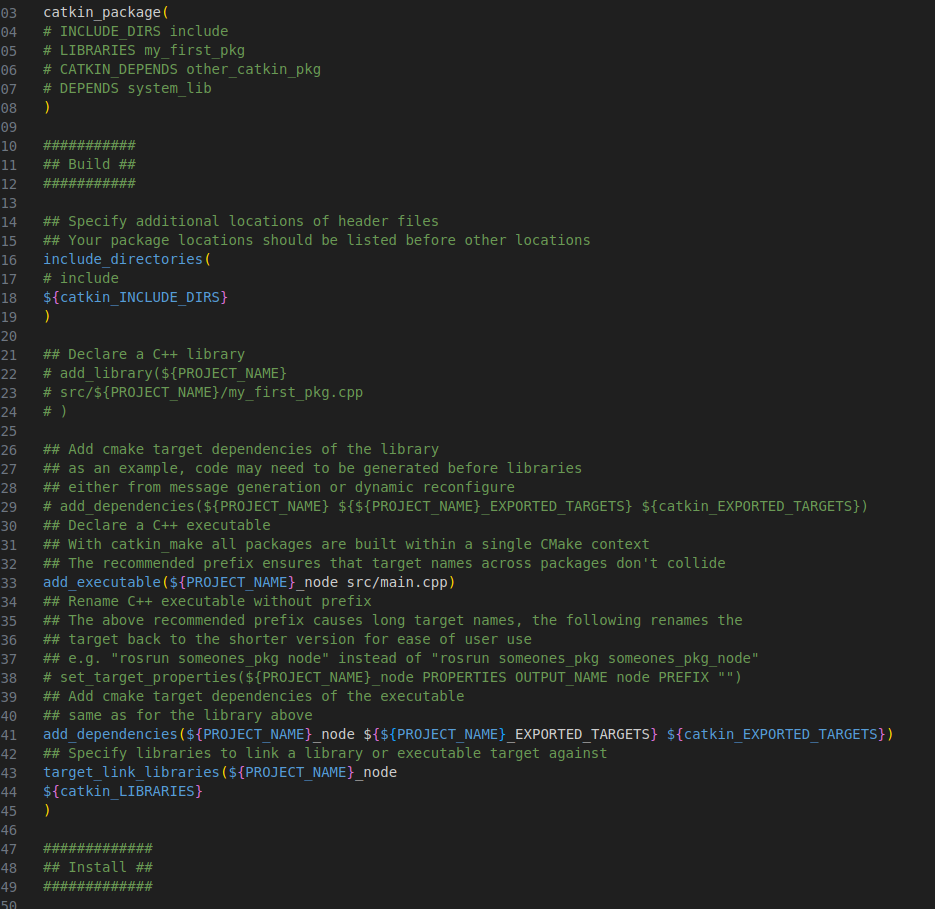 03 catkin_package(
04 # INCLUDE_DIRS include
05 # LIBRARIES my_first_pkg
06 # CATKIN_DEPENDS other_catkin_pkg
07 # DEPENDS system_lib
08 )
09
10 ###########
11 ## Build ##
12 ###########
13
14 ## Specify additional locations of header files
15 ## Your package locations should be listed before other locations
16 include_directories(
17 # include
18 ${catkin_INCLUDE_DIRS}
19 )
20
21 ## Declare a C++ library
22 # add_library(${PROJECT_NAME}
23 # src/${PROJECT_NAME}/my_first_pkg.cpp
24 # )
25
26 ## Add cmake target dependencies of the library
27 ## as an example, code may need to be generated before libraries
28 ## either from message generation or dynamic reconfigure
29 # add_dependencies(${PROJECT_NAME} ${${PROJECT_NAME}_EXPORTED_TARGETS} ${catkin_EXPORTED_TARGETS})
30 ## Declare a C++ executable
31 ## With catkin_make all packages are built within a single CMake context
32 ## The recommended prefix ensures that target names across packages don't collide
33 add_executable(${PROJECT_NAME}_node src/main.cpp)
34 ## Rename C++ executable without prefix
35 ## The above recommended prefix causes long target names, the following renames the
36 ## target back to the shorter version for ease of user use
37 ## e.g. "rosrun someones_pkg node" instead of "rosrun someones_pkg someones_pkg_node"
38 # set_target_properties(${PROJECT_NAME}_node PROPERTIES OUTPUT_NAME node PREFIX "")
39 ## Add cmake target dependencies of the executable
40 ## same as for the library above
41 add_dependencies(${PROJECT_NAME}_node ${${PROJECT_NAME}_EXPORTED_TARGETS} ${catkin_EXPORTED_TARGETS})
42 ## Specify libraries to link a library or executable target against
43 target_link_libraries(${PROJECT_NAME}_node
44 ${catkin_LIBRARIES}
45 )
46
47 #############
48 ## Install ##
49 #############
50